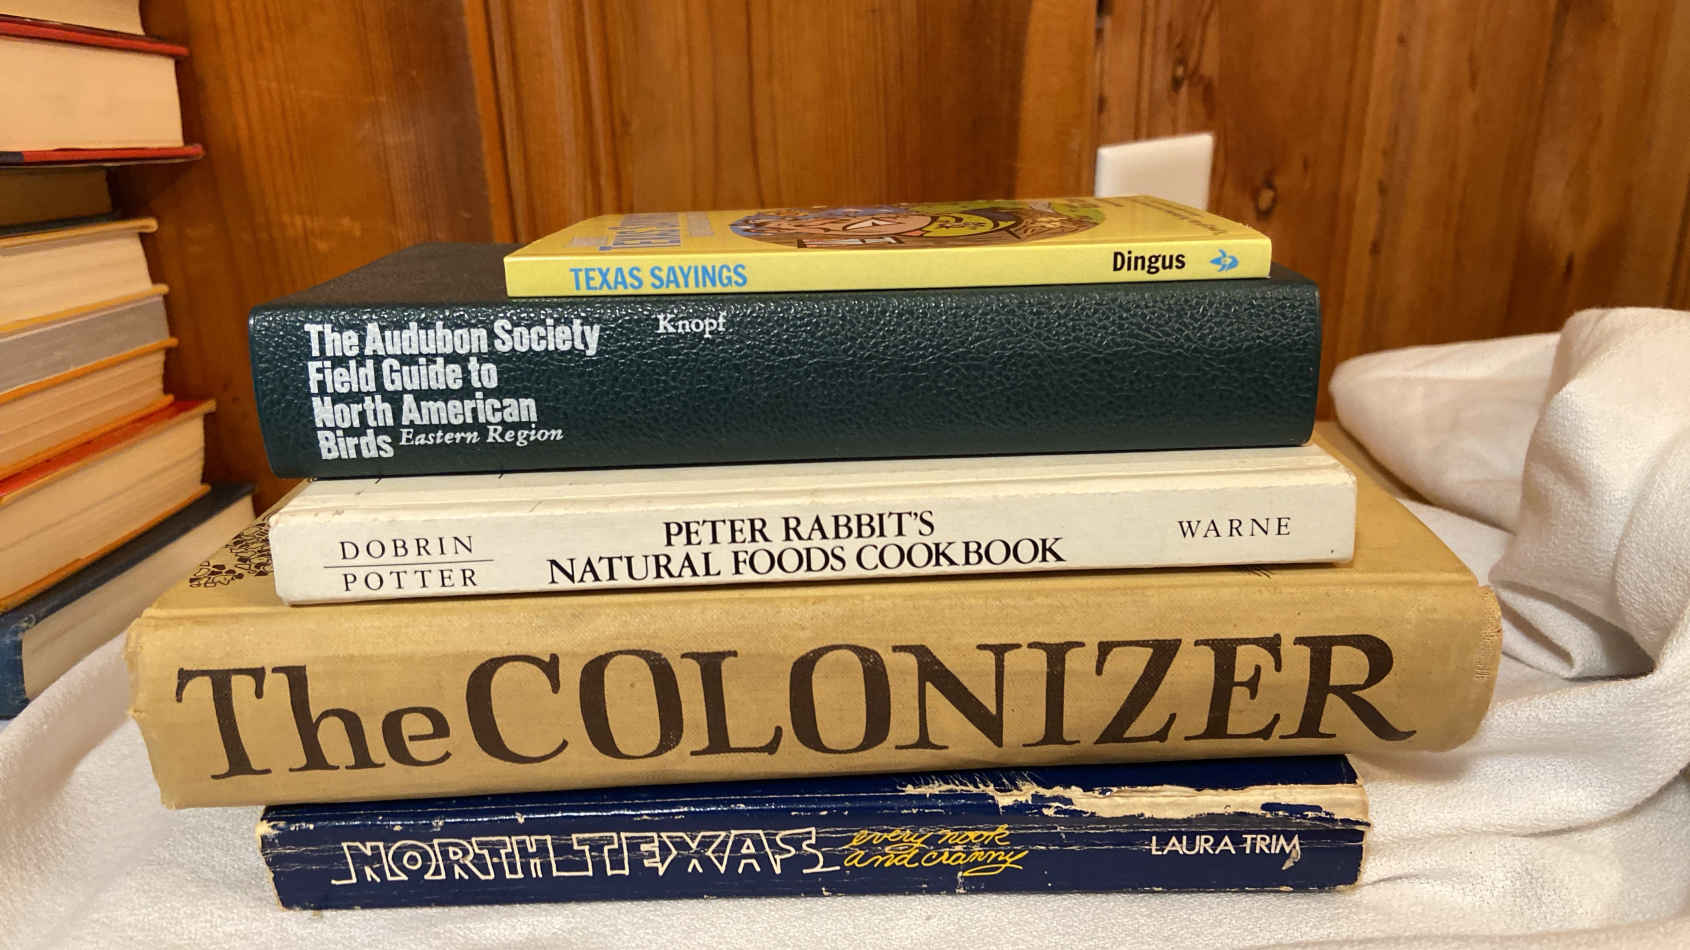 TEXAS SAYINGS
Dingus
The Audubon Society
Field Guide to
North American
Birds Eastern Region
Knopf
DOBRIN
POTTER
PETER RABBIT'S
NATURAL FOODS COOKBOOK
WARNE
The COLONIZER
NORTH TEXAS
every nook
and cranny
LAURA TRIM